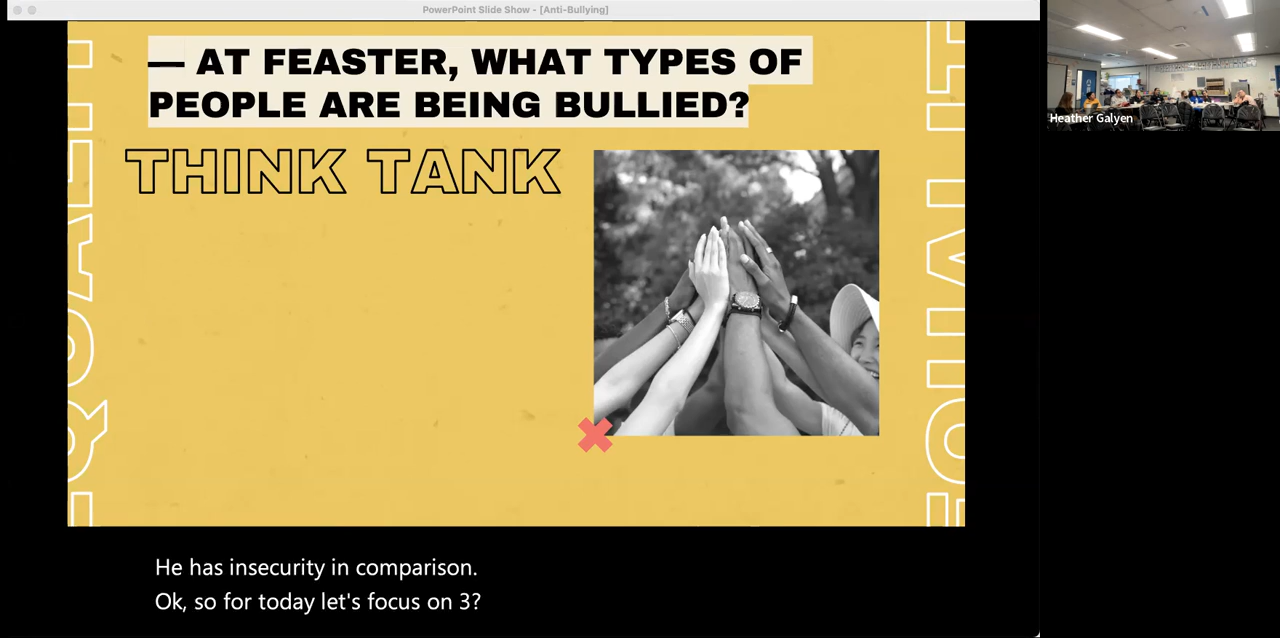 PowerPoint Slide Show - [Anti-Bullying]
— AT FEASTER, WHAT TYPES OF
PEOPLE ARE BEING BULLIED?
THINK TANK
Heather Galyen
He has insecurity in comparison.
Ok, so for today let's focus on 3?